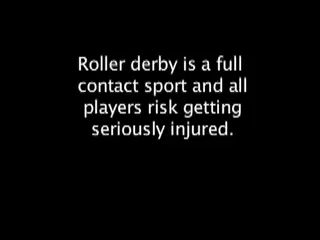 Roller derby is a full
contact sport and all
players risk getting
seriously injured.